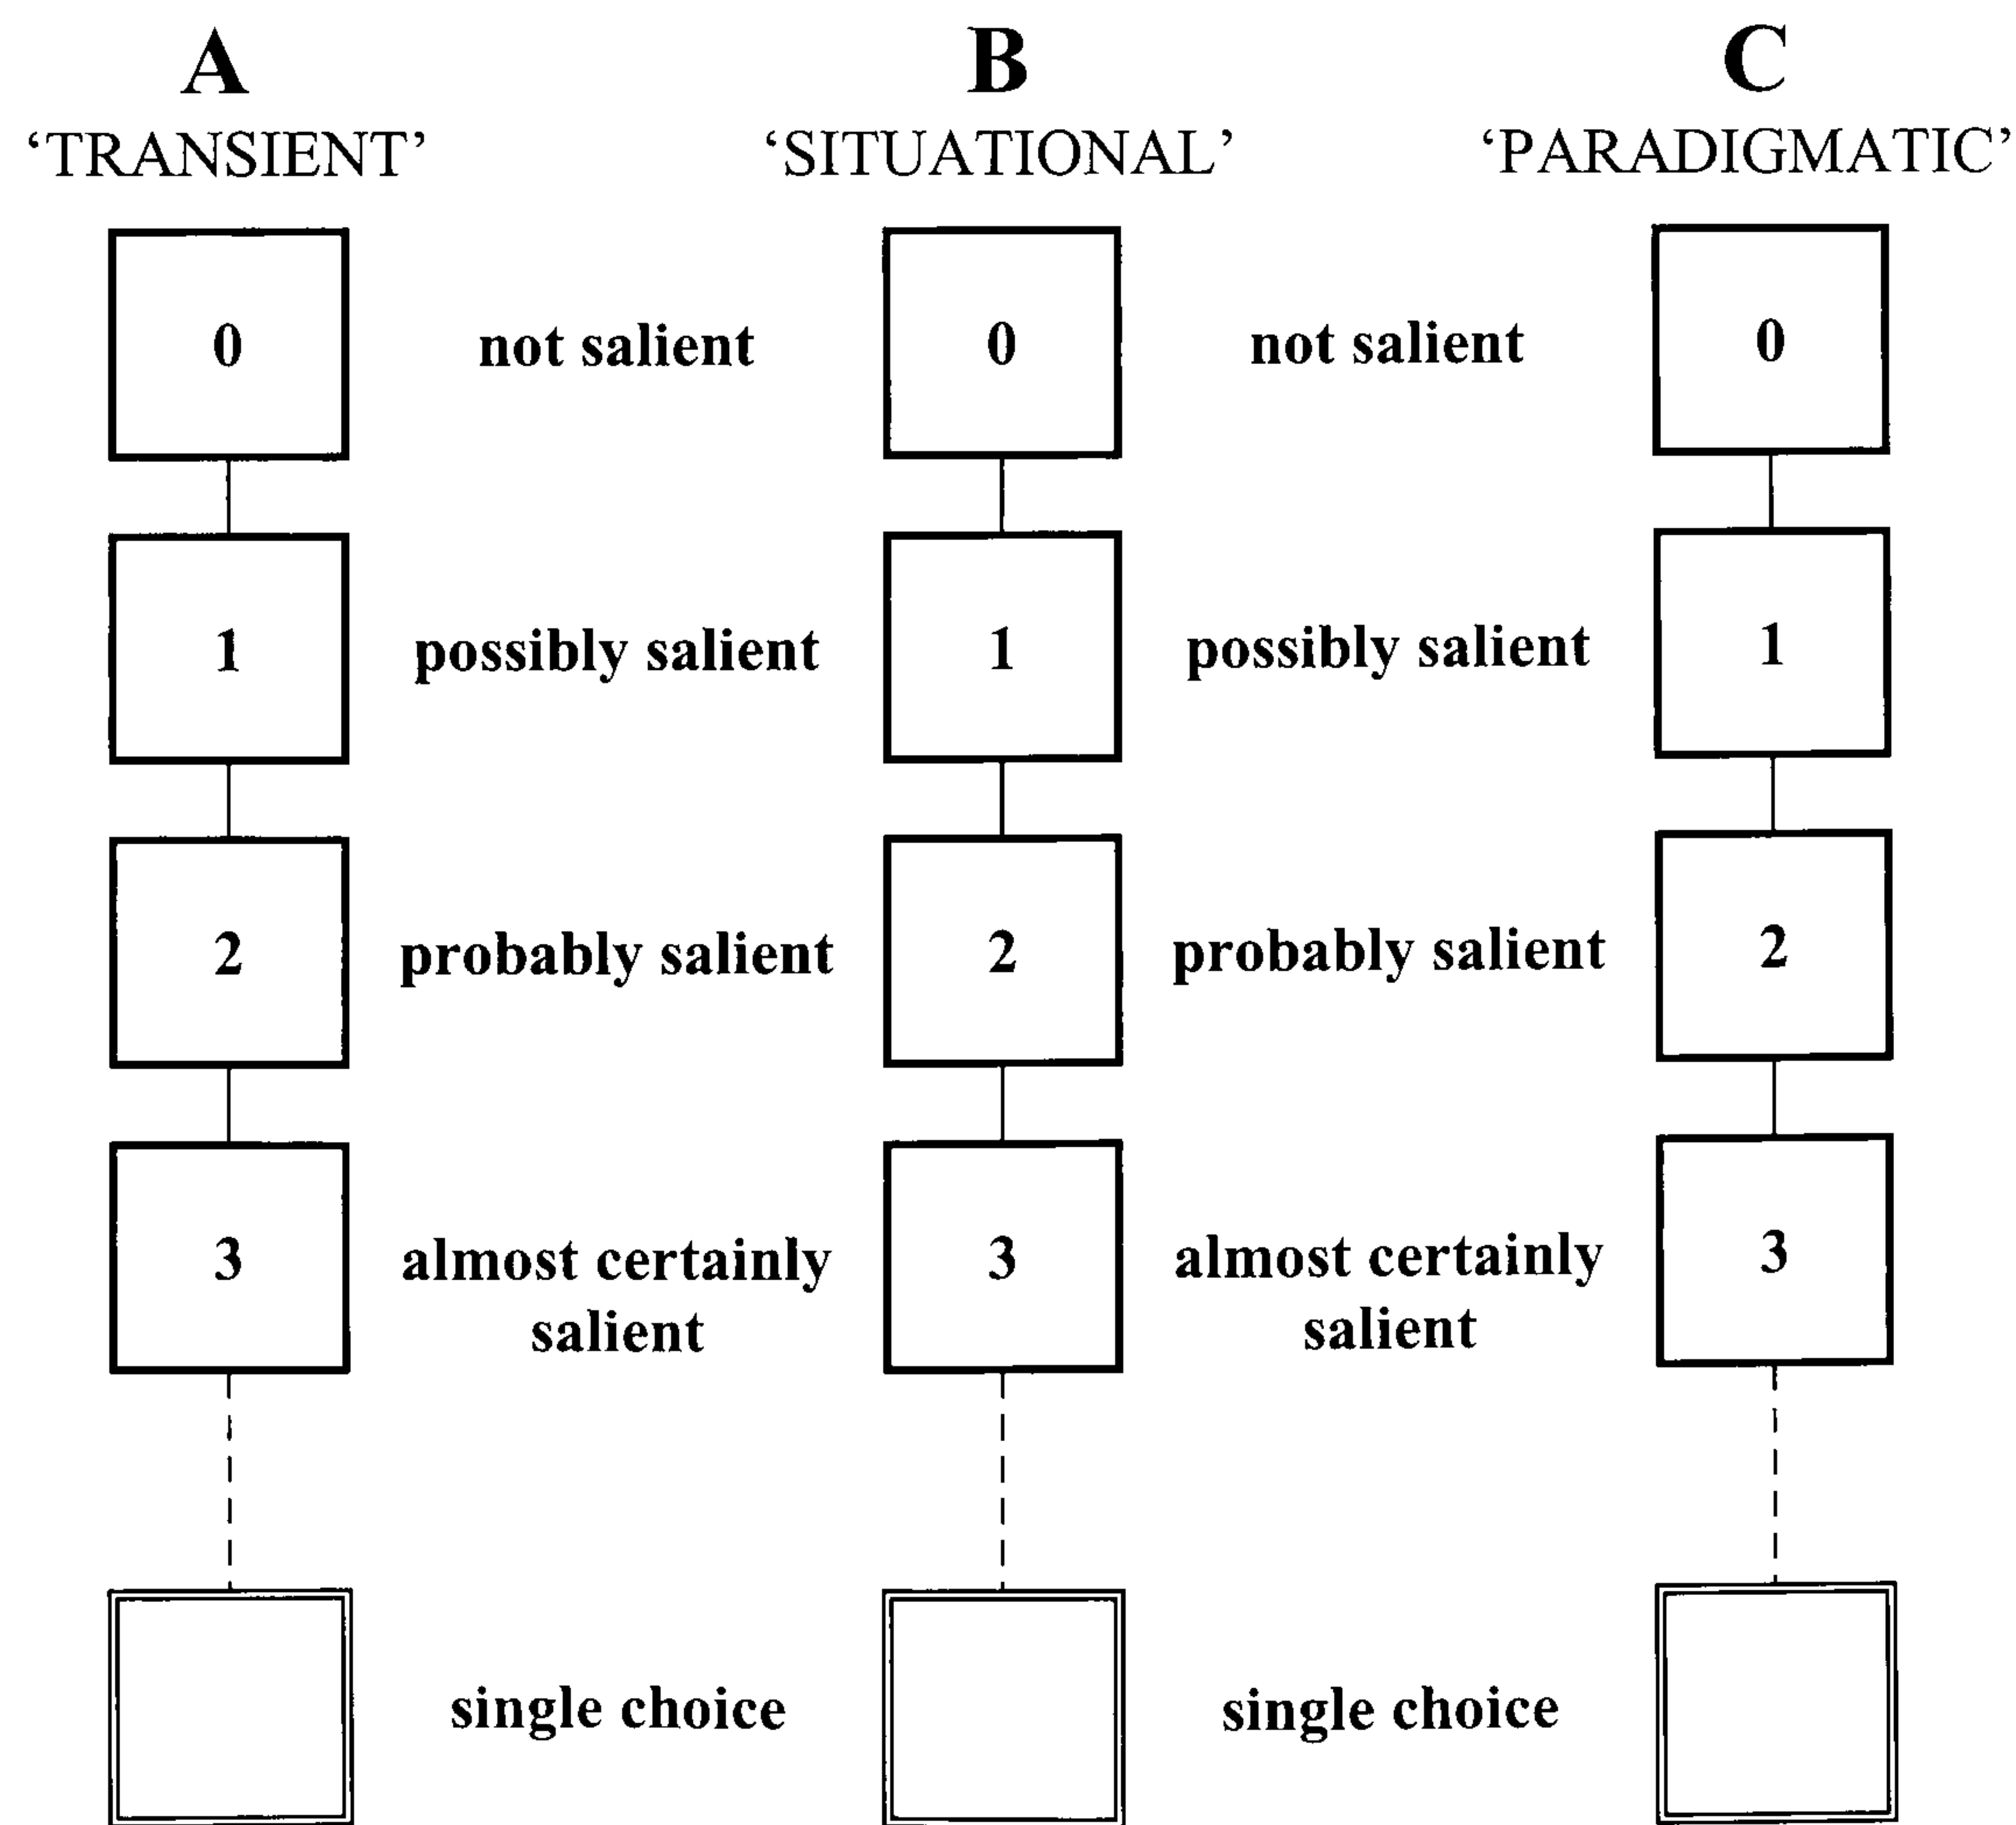 A B C
‘TRANSIENT’ ‘SITUATIONAL’ ‘PARADIGMATIC’
0 not salient 0 not salient 0
1 possibly salient 1 possibly salient 1
2 probably salient 2 probably salient 2
3 almost certainly 3 almost certainly 3
salient salient
single choice single choice